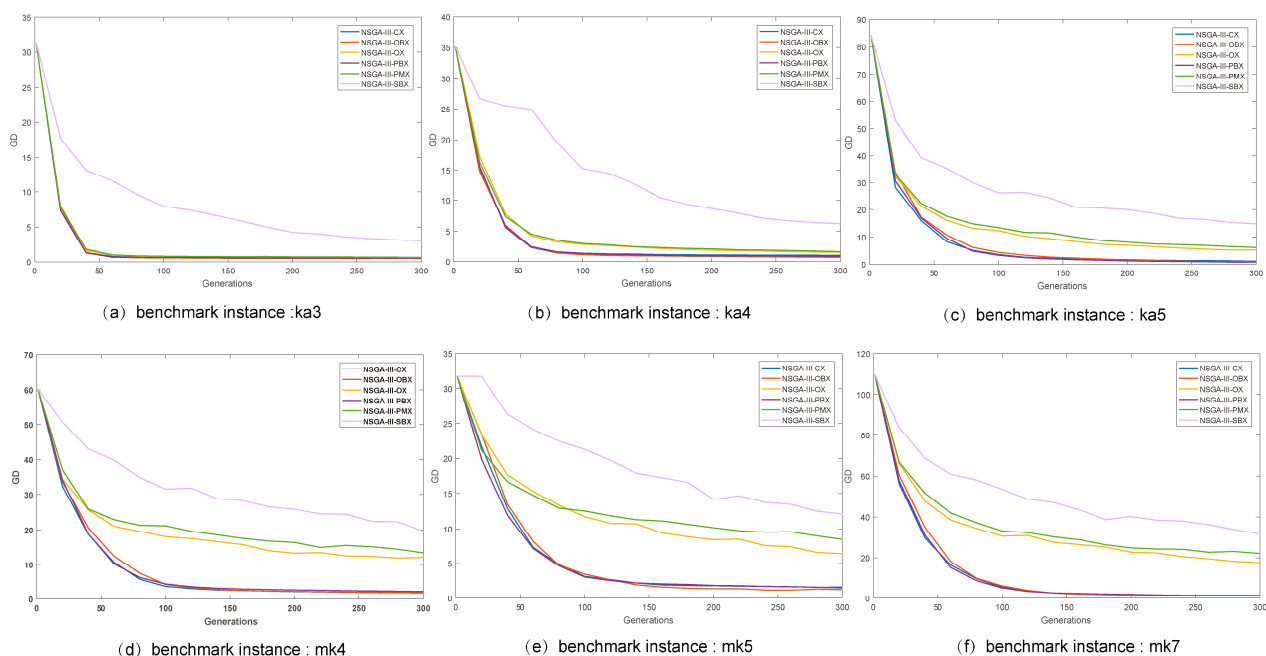 35
30
25
20
15
10
5
0
GD
0 50 100 150 200 250 300
Generations
NSGA-III-CX
NSGA-III-OBX
NSGA-III-OX
NSGA-III-PBX
NSGA-III-PMX
NSGA-III-SBX
(a) benchmark instance :ka3
40
35
30
25
20
15
10
5
0
GD
0 50 100 150 200 250 300
Generations
NSGA-III-CX
NSGA-III-OBX
NSGA-III-OX
NSGA-III-PBX
NSGA-III-PMX
NSGA-III-SBX
(b) benchmark instance : ka4
90
80
70
60
50
40
30
20
10
0
GD
0 50 100 150 200 250 300
Generations
NSGA-III-CX
NSGA-III-OBX
NSGA-III-OX
NSGA-III-PBX
NSGA-III-PMX
NSGA-III-SBX
(c) benchmark instance : ka5
70
60
50
40
30
20
10
0
GD
0 50 100 150 200 250 300
Generations
NSGA-III-CX
NSGA-III-OBX
NSGA-III-OX
NSGA-III-PBX
NSGA-III-PMX
NSGA-III-SBX
(d) benchmark instance : mk4
35
30
25
20
15
10
5
0
GD
0 50 100 150 200 250 300
Generations
NSGA-III-CX
NSGA-III-OBX
NSGA-III-OX
NSGA-III-PBX
NSGA-III-PMX
NSGA-III-SBX
(e) benchmark instance : mk5
120
100
80
60
40
20
0
GD
0 50 100 150 200 250 300
Generations
NSGA-III-CX
NSGA-III-OBX
NSGA-III-OX
NSGA-III-PBX
NSGA-III-PMX
NSGA-III-SBX
(f) benchmark instance : mk7